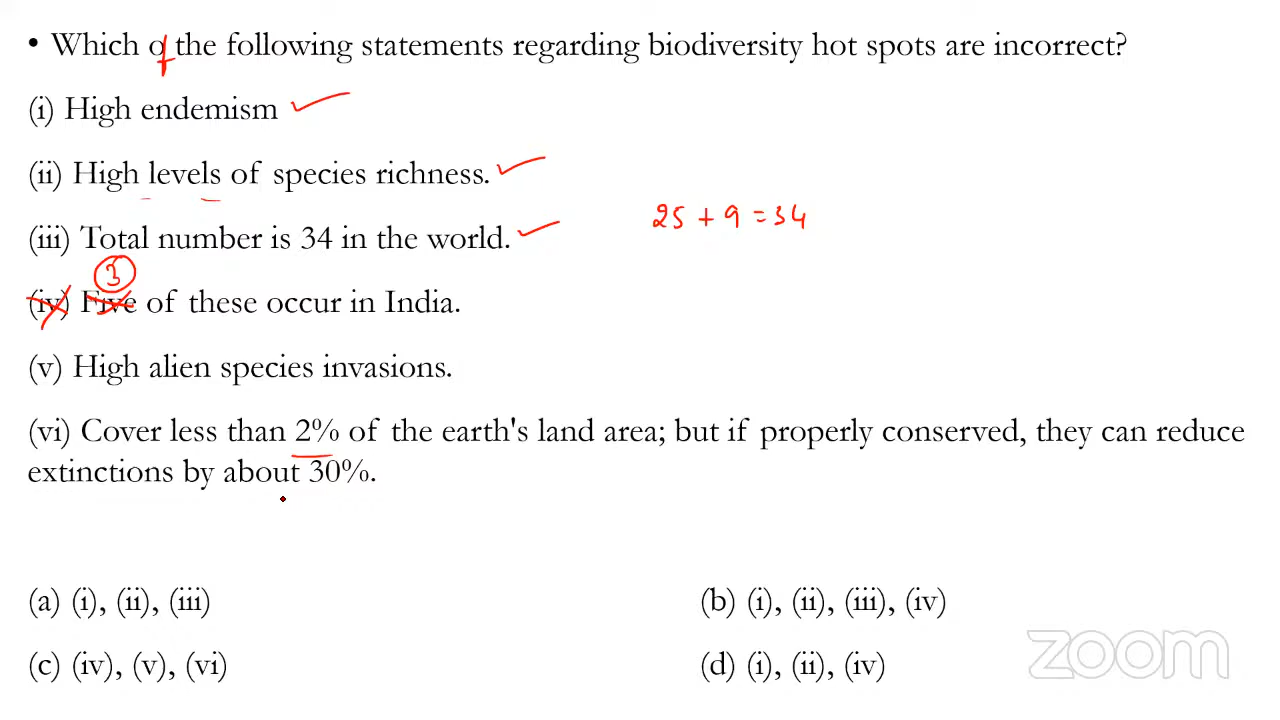 • Which of the following statements regarding biodiversity hot spots are incorrect?
(i) High endemism
(ii) High levels of species richness.
25 + 9 = 34
(iii) Total number is 34 in the world.
3
(iv) Five of these occur in India.
(v) High alien species invasions.
(vi) Cover less than 2% of the earth's land area; but if properly conserved, they can reduce
extinctions by about 30%.
(a) (i), (ii), (iii)
(b) (i), (ii), (iii), (iv)
(c) (iv), (v), (vi)
(d) (i), (ii), (iv)
zoom